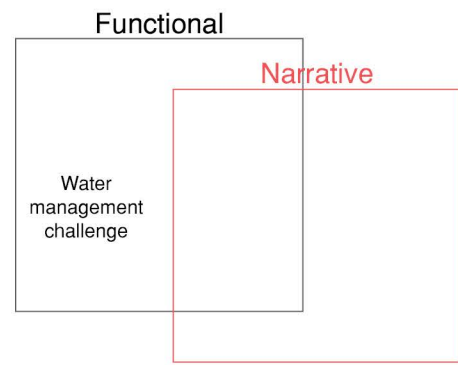 Functional
Narrative
Water
management
challenge